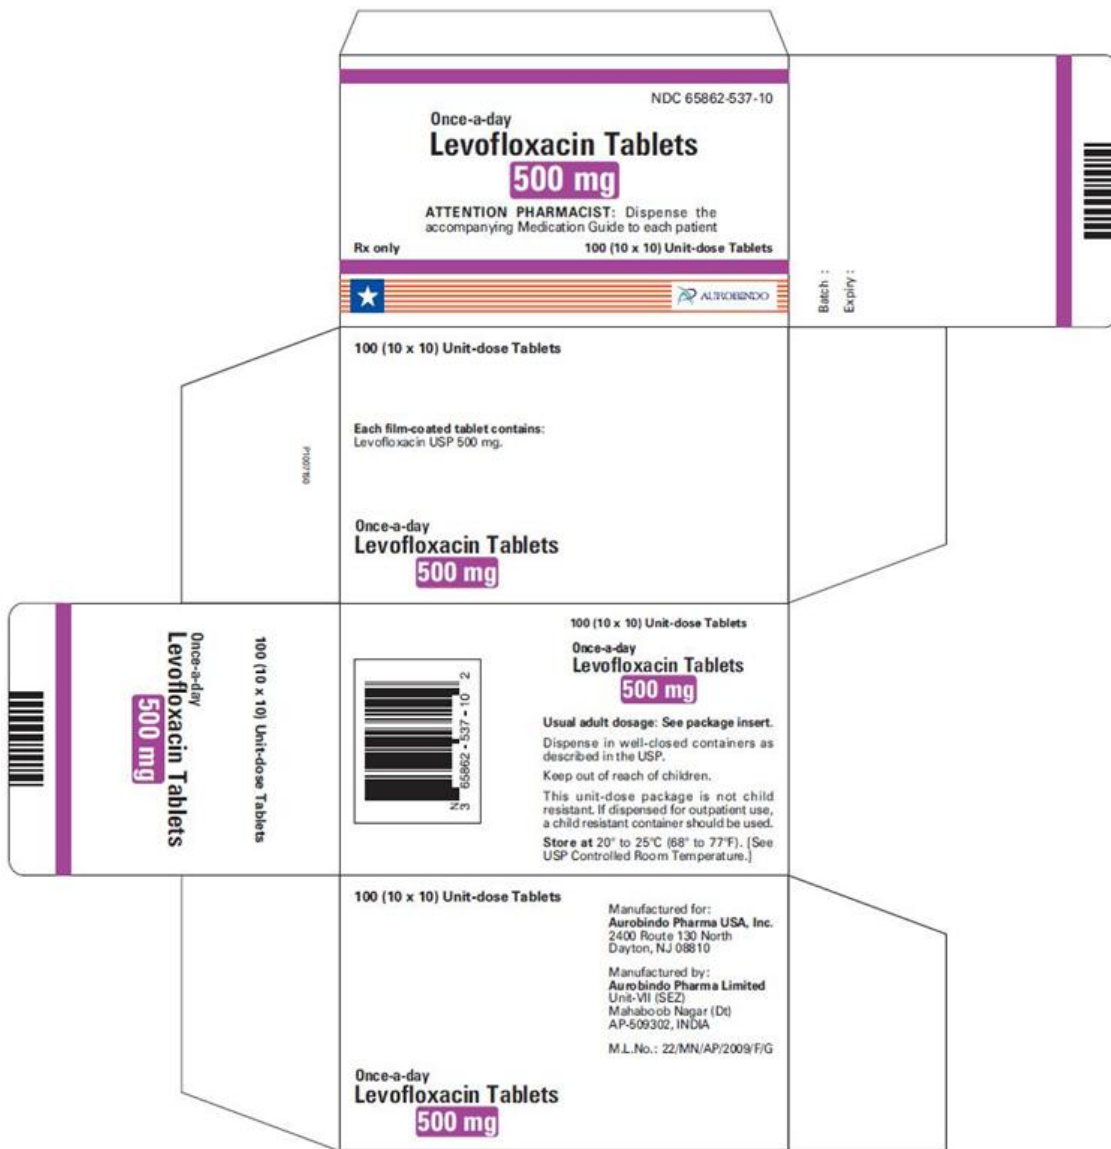 NDC 65862-537-10
Once-a-day
Levofloxacin Tablets
500 mg
ATTENTION PHARMACIST: Dispense the
accompanying Medication Guide to each patient
Rx only 100 (10 x 10) Unit-dose Tablets
AUROBINDO
Batch :
Expiry :
100 (10 x 10) Unit-dose Tablets
Each film-coated tablet contains:
Levofloxacin USP 500 mg.
P1007150
Once-a-day
Levofloxacin Tablets
500 mg
100 (10 x 10) Unit-dose Tablets
Once-a-day
Levofloxacin Tablets
500 mg
N
3 65862-537-10 2
100 (10 x 10) Unit-dose Tablets
Once-a-day
Levofloxacin Tablets
500 mg
Usual adult dosage: See package insert.
Dispense in well-closed containers as
described in the USP.
Keep out of reach of children.
This unit-dose package is not child
resistant. If dispensed for outpatient use,
a child resistant container should be used.
Store at 20° to 25°C (68° to 77°F). [See
USP Controlled Room Temperature.]
100 (10 x 10) Unit-dose Tablets
Manufactured for:
Aurobindo Pharma USA, Inc.
2400 Route 130 North
Dayton, NJ 08810
Manufactured by:
Aurobindo Pharma Limited
Unit-VII (SEZ)
Mahaboob Nagar (Dt)
AP-509302, INDIA
M.L.No.: 22/MN/AP/2009/F/G
Once-a-day
Levofloxacin Tablets
500 mg